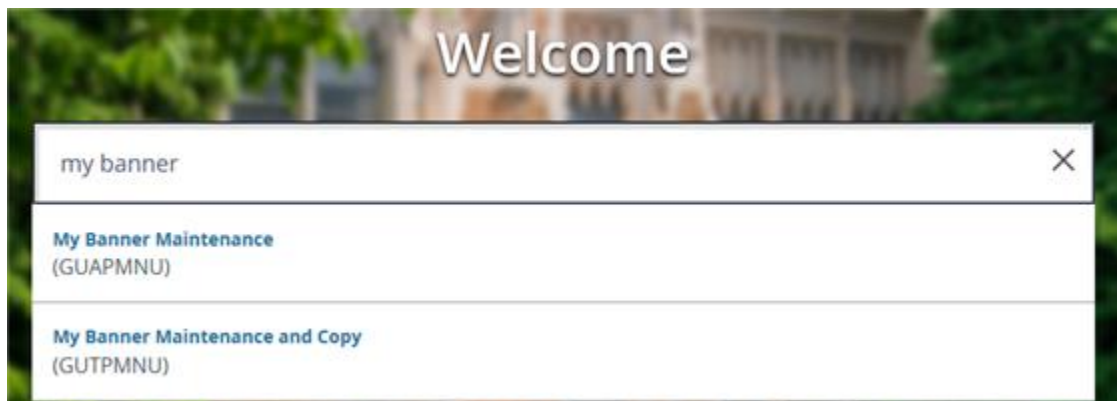 Welcome
my banner
My Banner Maintenance
(GUAPMNU)
My Banner Maintenance and Copy
(GUTPMNU)